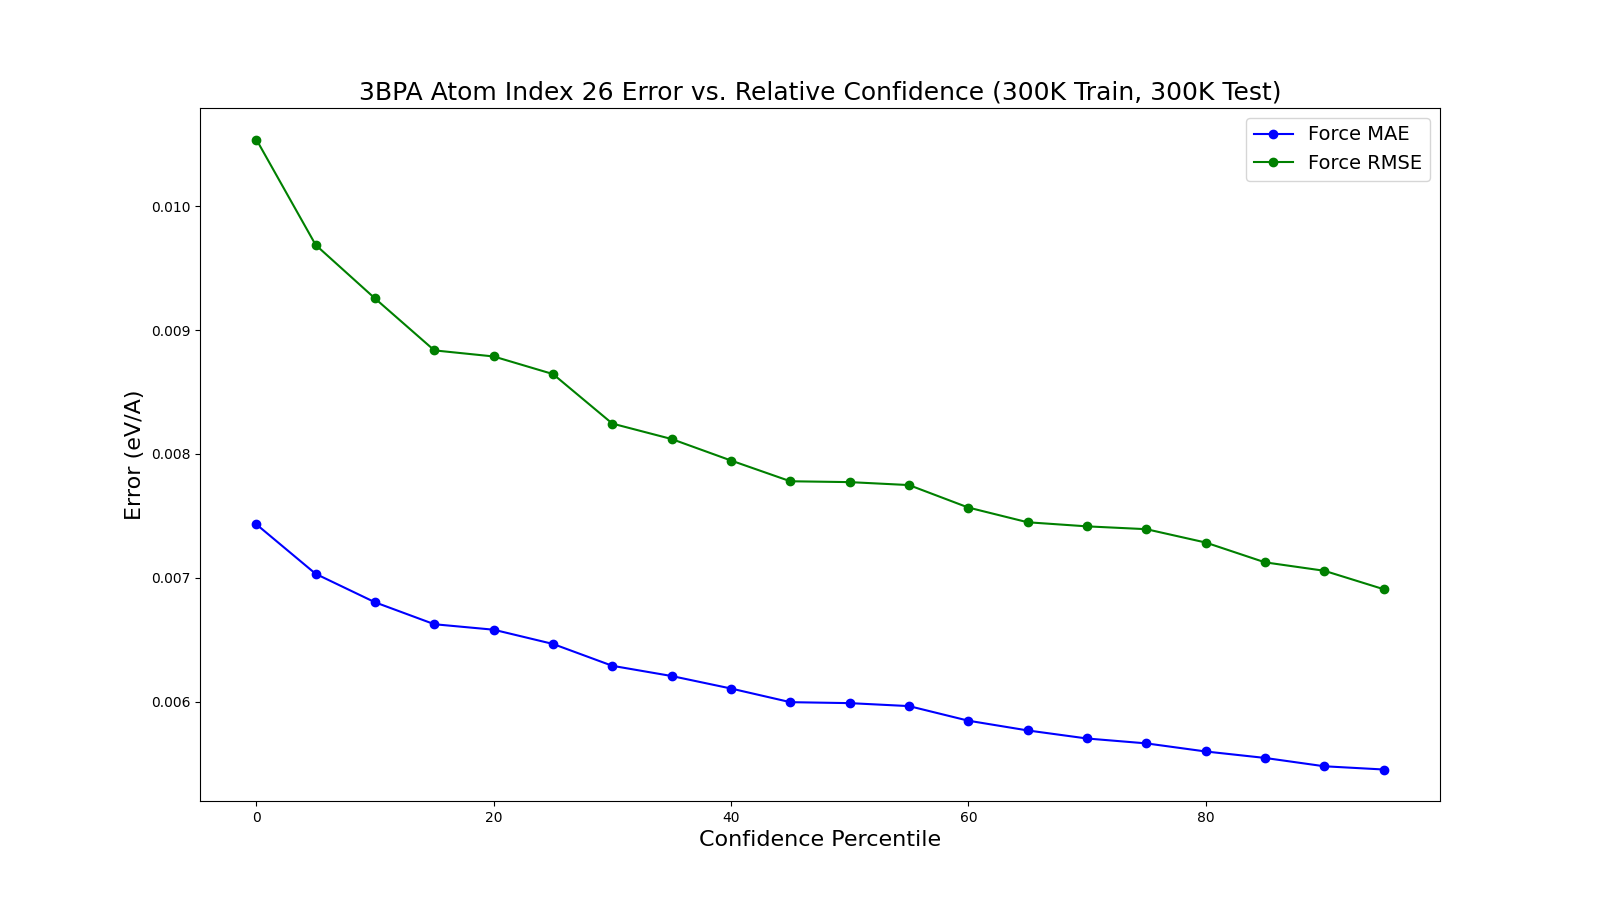 3BPA Atom Index 26 Error vs. Relative Confidence (300K Train, 300K Test)
Force MAE
Force RMSE
0.010
0.009
0.008
0.007
0.006
Error (eV/A)
0
20
40
60
80
Confidence Percentile